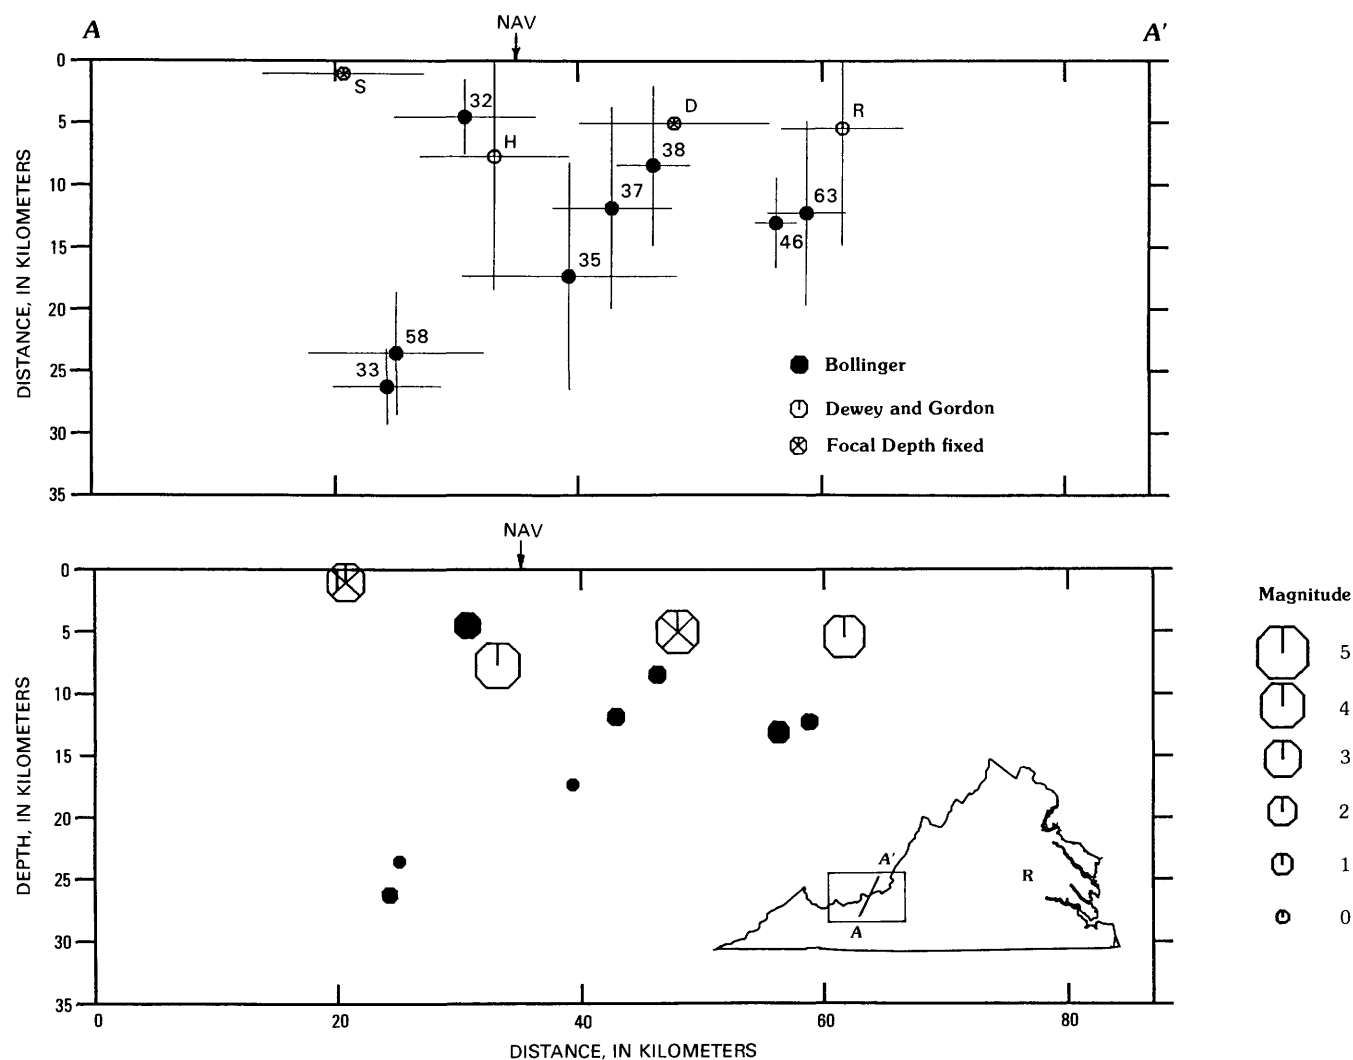 A
NAV
A′
0
5
10
15
20
25
30
35
DISTANCE, IN KILOMETERS
S
32
H
D
38
R
37
63
46
35
58
33
Bollinger
Dewey and Gordon
Focal Depth fixed
NAV
0
5
10
15
20
25
30
35
DEPTH, IN KILOMETERS
Magnitude
5
4
3
2
1
0
A′
R
A
0
20
40
60
80
DISTANCE, IN KILOMETERS